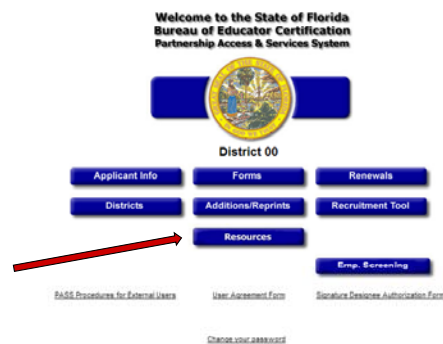 Welcome to the State of Florida
Bureau of Educator Certification
Partnership Access & Services System
District 00
Applicant Info
Forms
Renewals
Districts
Additions/Reprints
Recruitment Tool
Resources
Emp. Screening
PASS Procedures for External Users
User Agreement Form
Signature Designee Authorization Form
Change your password